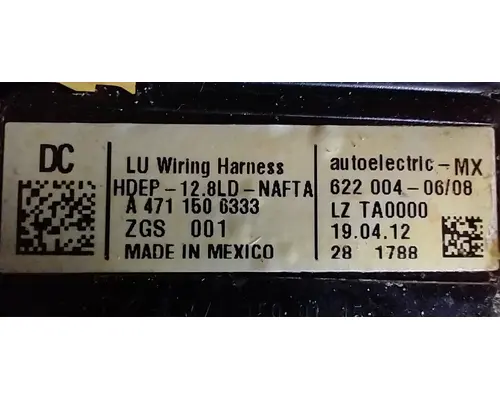 DC
LU Wiring Harness
HDEP-12.8LD-NAFTA
A 471 150 6333
ZGS 001
MADE IN MEXICO
autoelectric-MX
622 004-06/08
LZ TA0000
19.04.12
28 1788